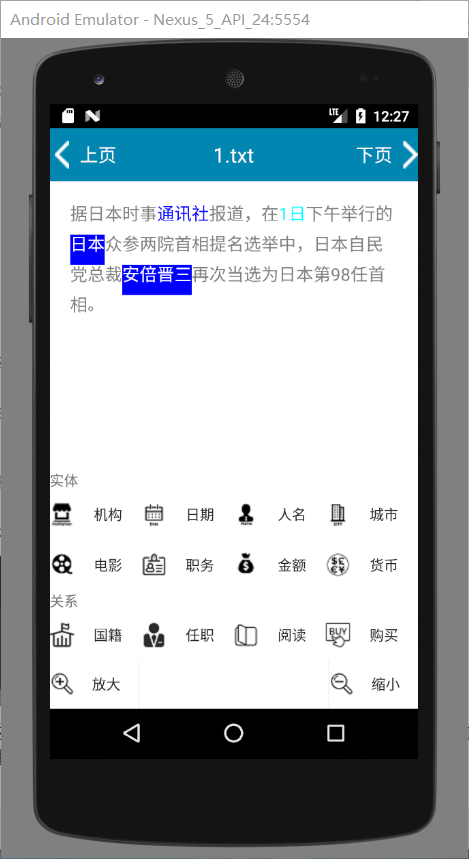 Android Emulator - Nexus_5_API_24:5554
LTE 12:27
上页 1.txt 下页
据日本时事通讯社报道，在1日下午举行的
日本众参两院首相提名选举中，日本自民
党总裁安倍晋三再次当选为日本第98任首
相。
实体
机构 日期 人名 城市
电影 职务 金额 货币
关系
国籍 任职 阅读 购买
BUY
放大 缩小